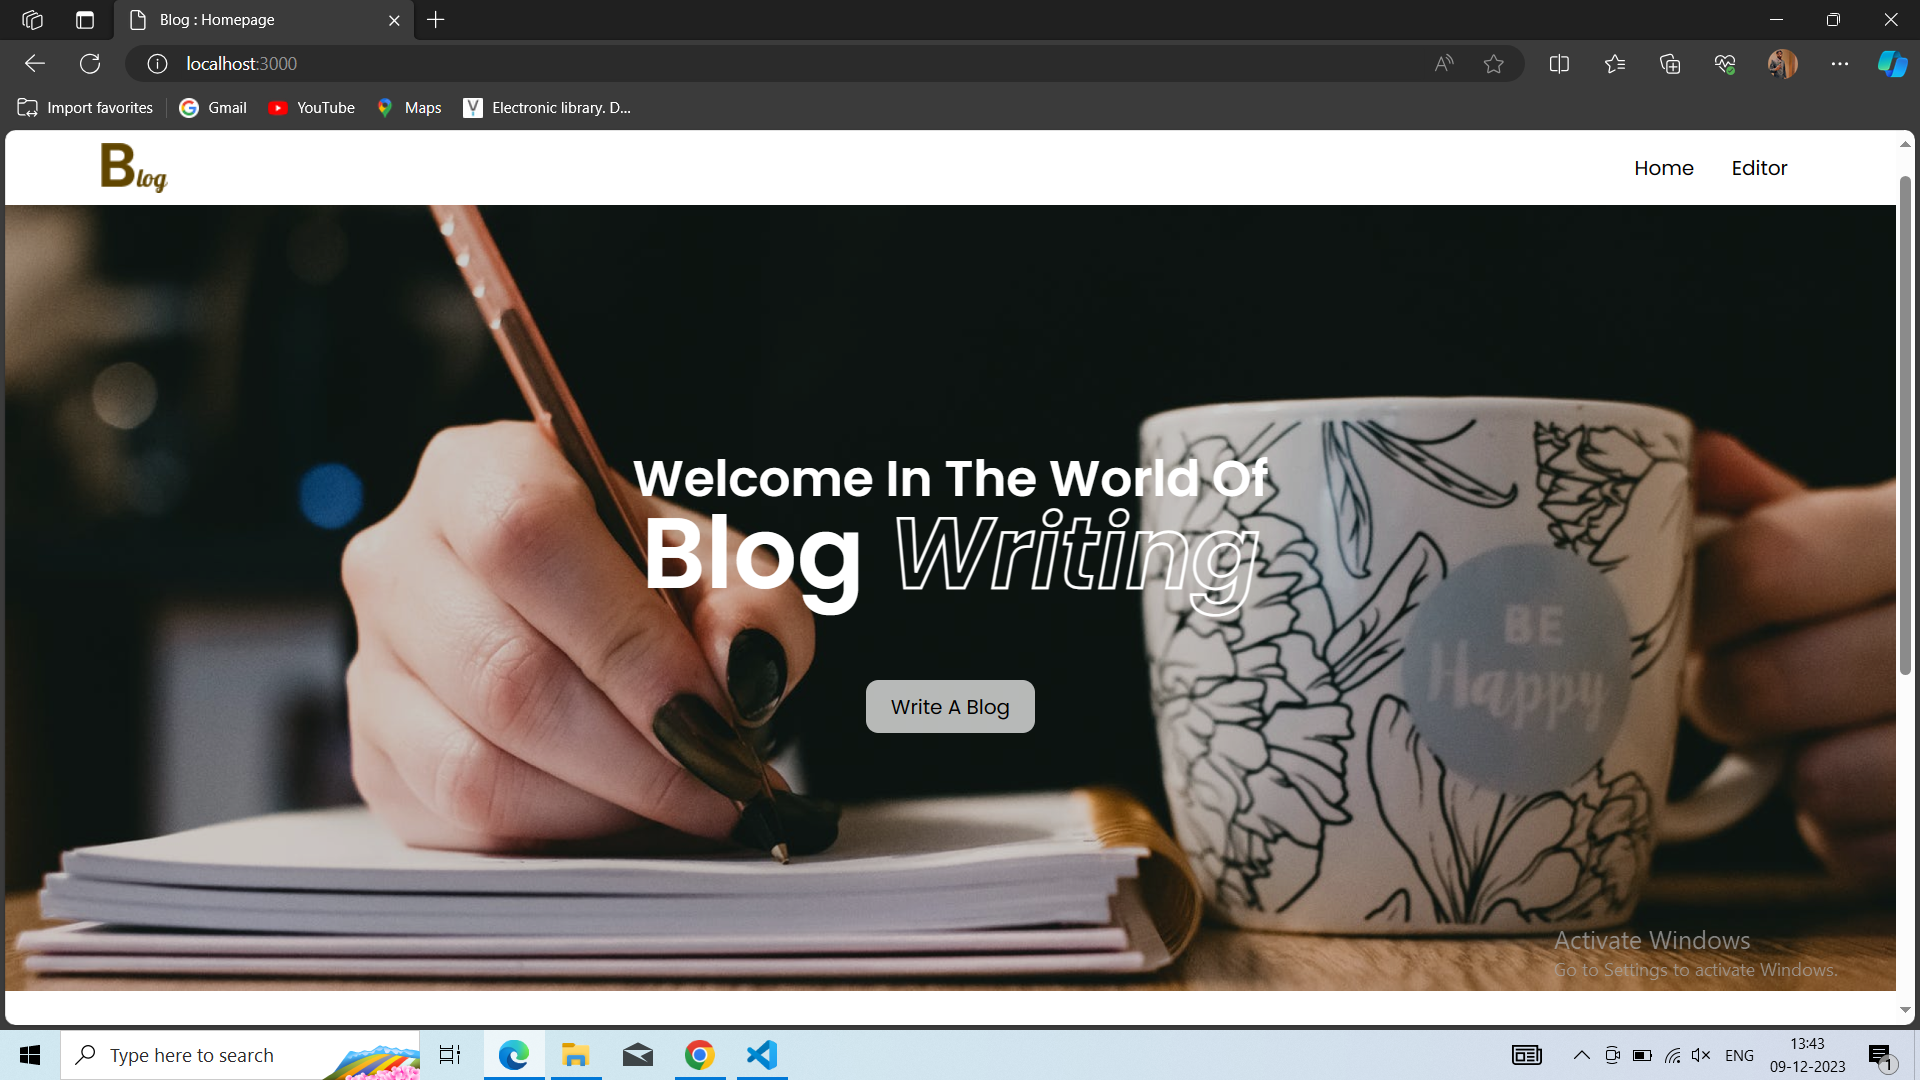 Blog : Homepage
localhost:3000
Import favorites
Gmail
YouTube
Maps
Electronic library. D...
Blog
Home
Editor
Welcome In The World Of
Blog Writing
Write A Blog
BE
Happy
Activate Windows
Go to Settings to activate Windows.
Type here to search
ENG
13:43
09-12-2023
1